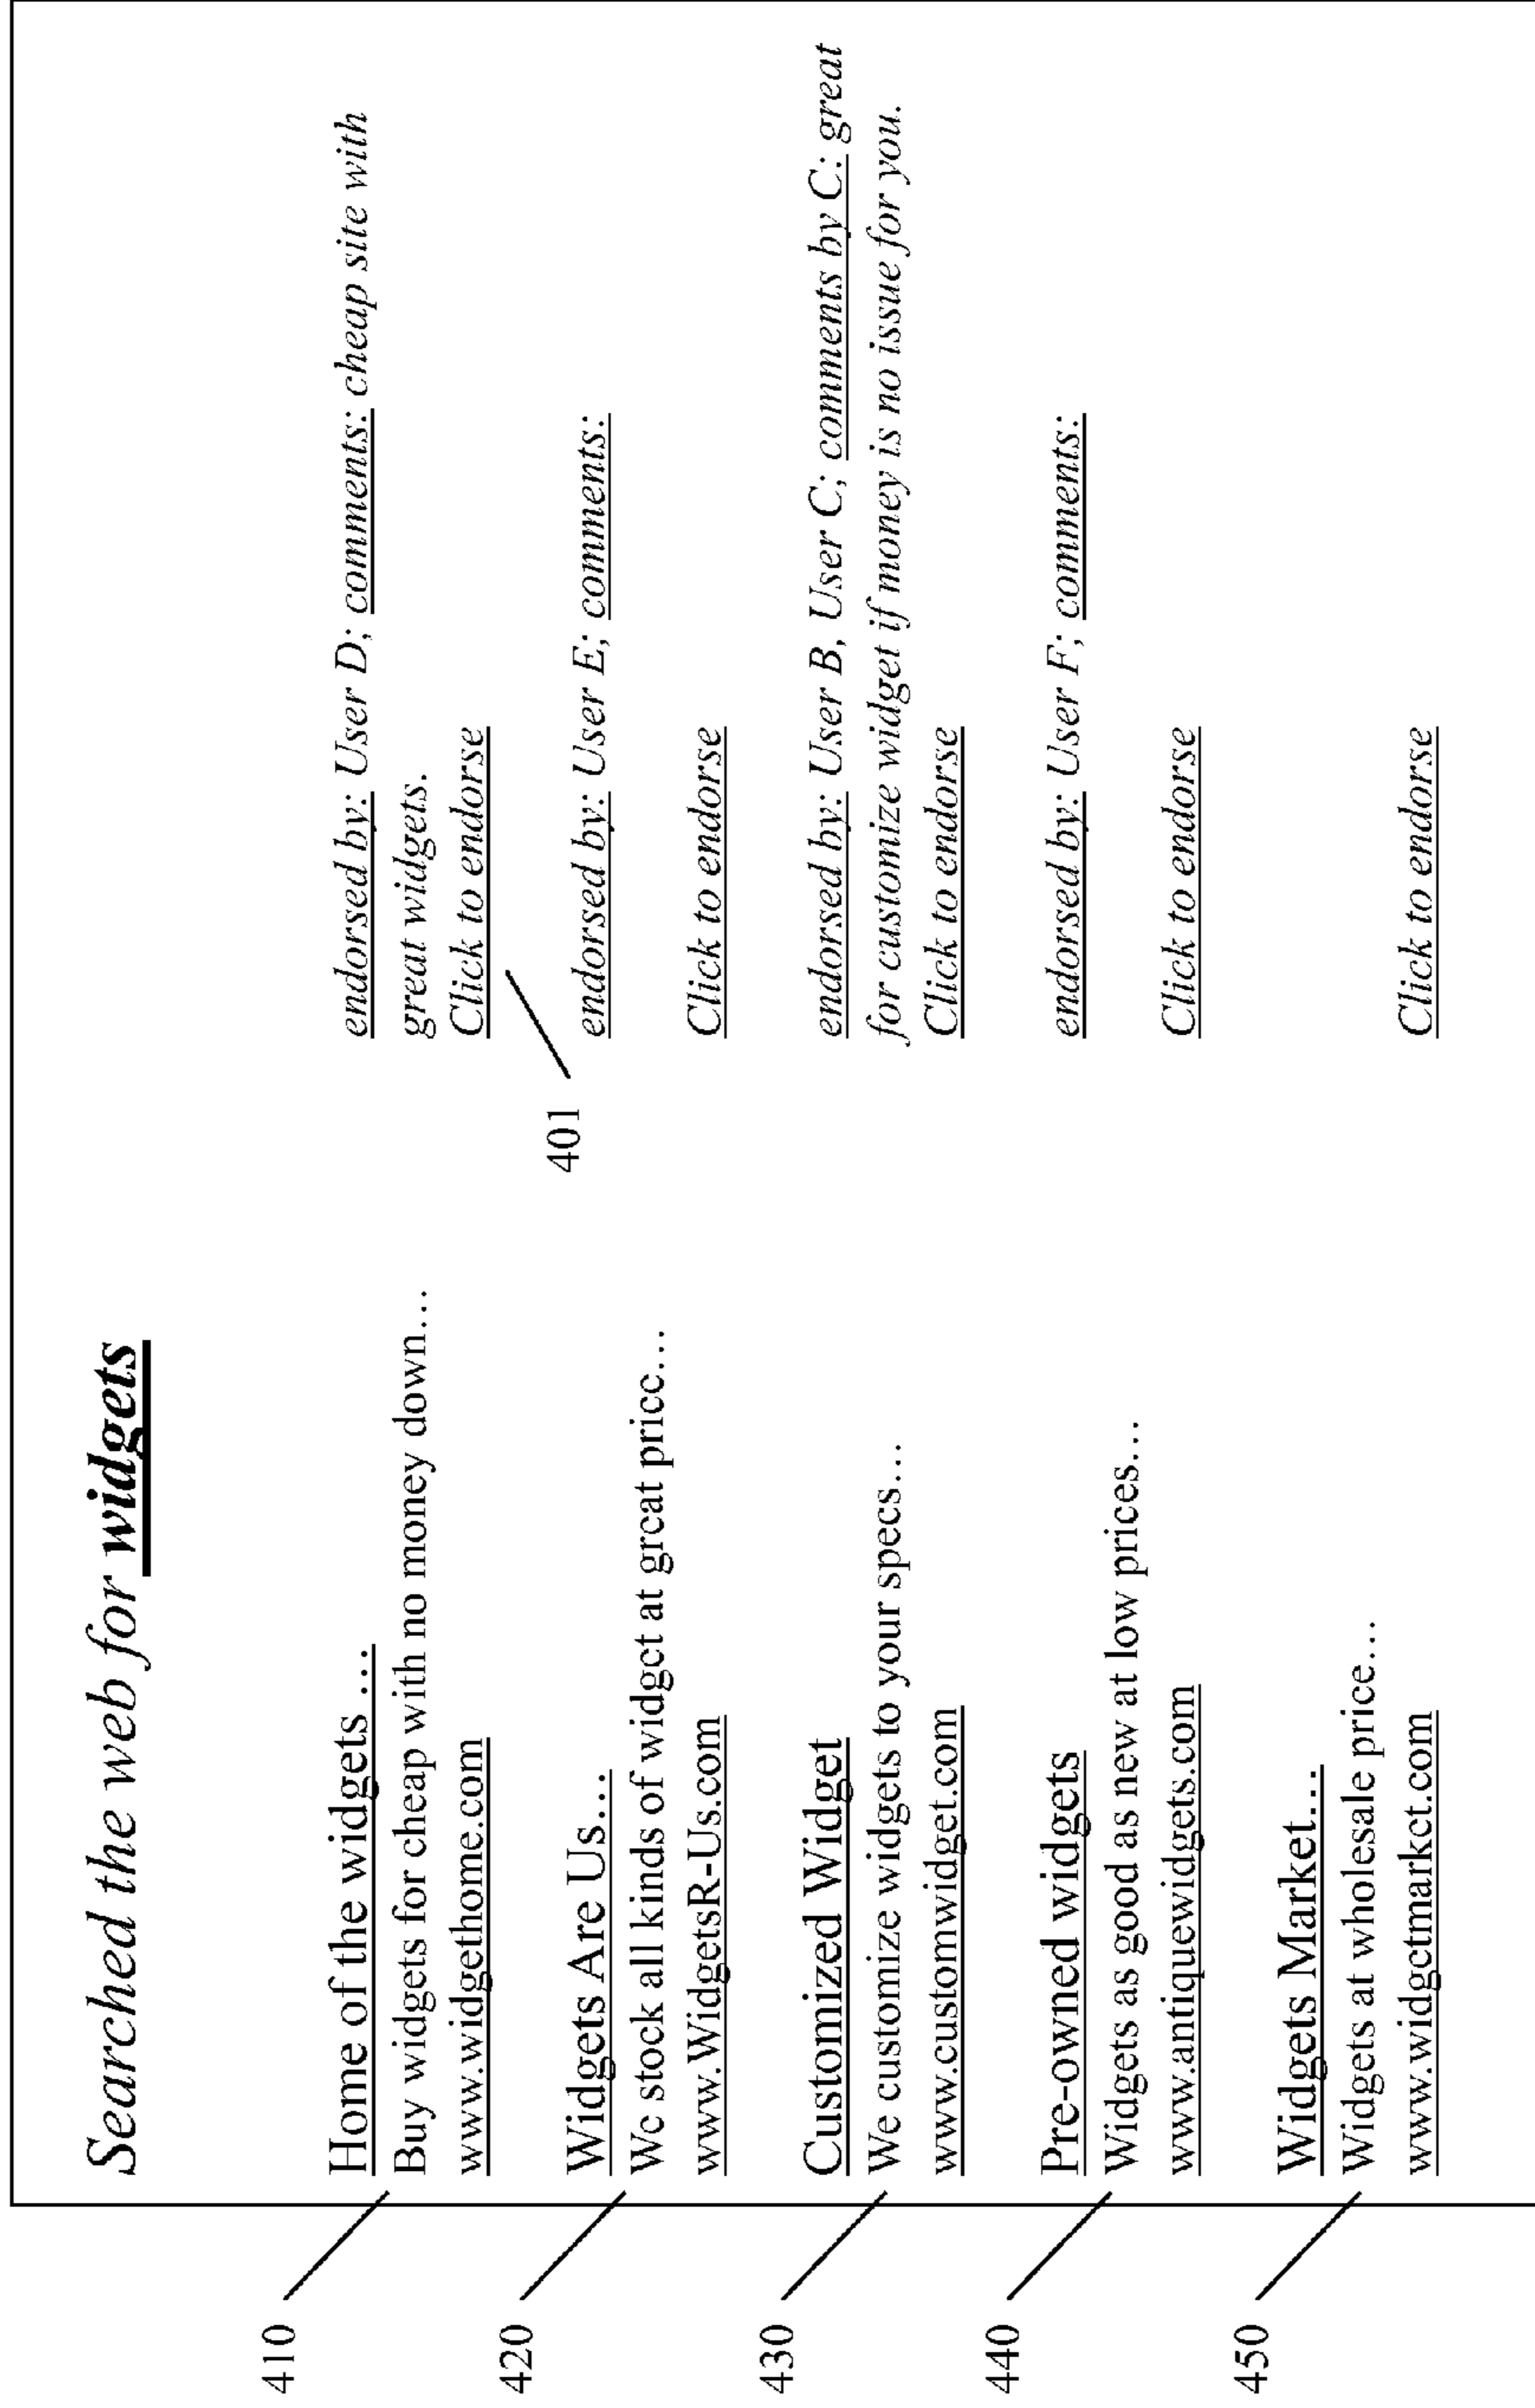 Searched the web for widgets
410
Home of the widgets …
Buy widgets for cheap with no money down…
www.widgethome.com
endorsed by: User D; comments: cheap site with
great widgets.
Click to endorse
401
420
Widgets Are Us…
We stock all kinds of widget at great price…
www.WidgetsR-Us.com
endorsed by: User E; comments:
Click to endorse
430
Customized Widget
We customize widgets to your specs…
www.customwidget.com
endorsed by: User B, User C; comments by C: great
for customize widget if money is no issue for you.
Click to endorse
440
Pre-owned widgets
Widgets as good as new at low prices…
www.antiquewidgets.com
endorsed by: User F; comments:
Click to endorse
450
Widgets Market…
Widgets at wholesale price…
www.widgetmarket.com
Click to endorse